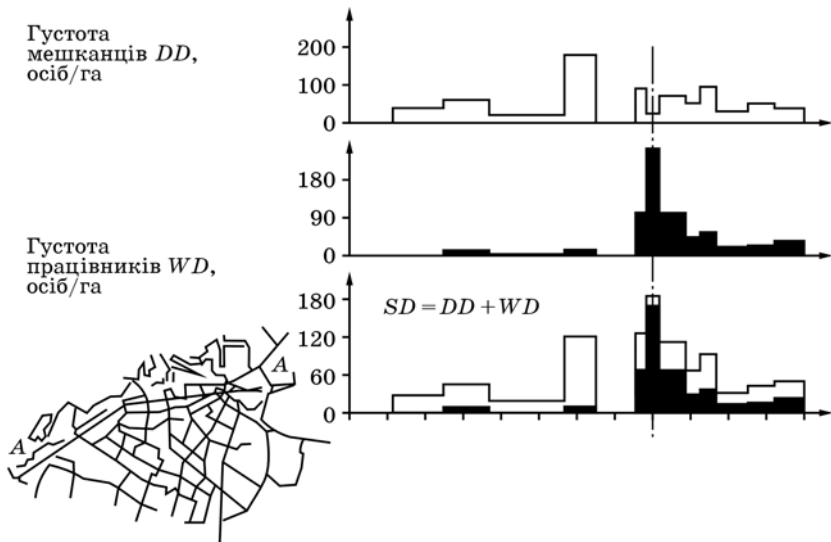 Густота
мешканців DD,
осіб/га
200
100
0
180
90
0
Густота
працівників WD,
осіб/га
180
120
60
0
SD = DD + WD
A
A